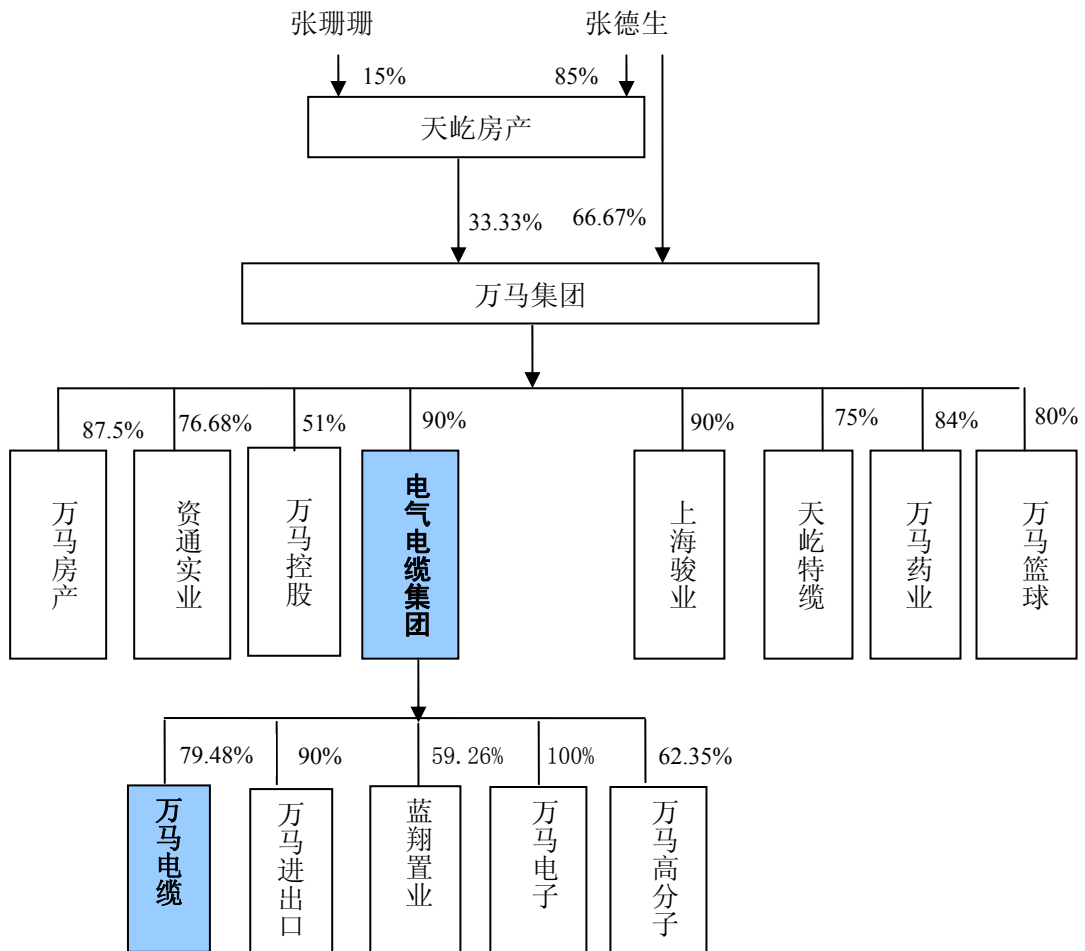 张珊珊 张德生
15% 85%
天屹房产
33.33% 66.67%
万马集团
87.5% 76.68% 51% 90% 90% 75% 84% 80%
万马房产
资通实业
万马控股
电气电缆集团
上海骏业
天屹特缆
万马药业
万马篮球
79.48% 90% 59.26% 100% 62.35%
万马电缆
万马进出口
蓝翔置业
万马电子
万马高分子